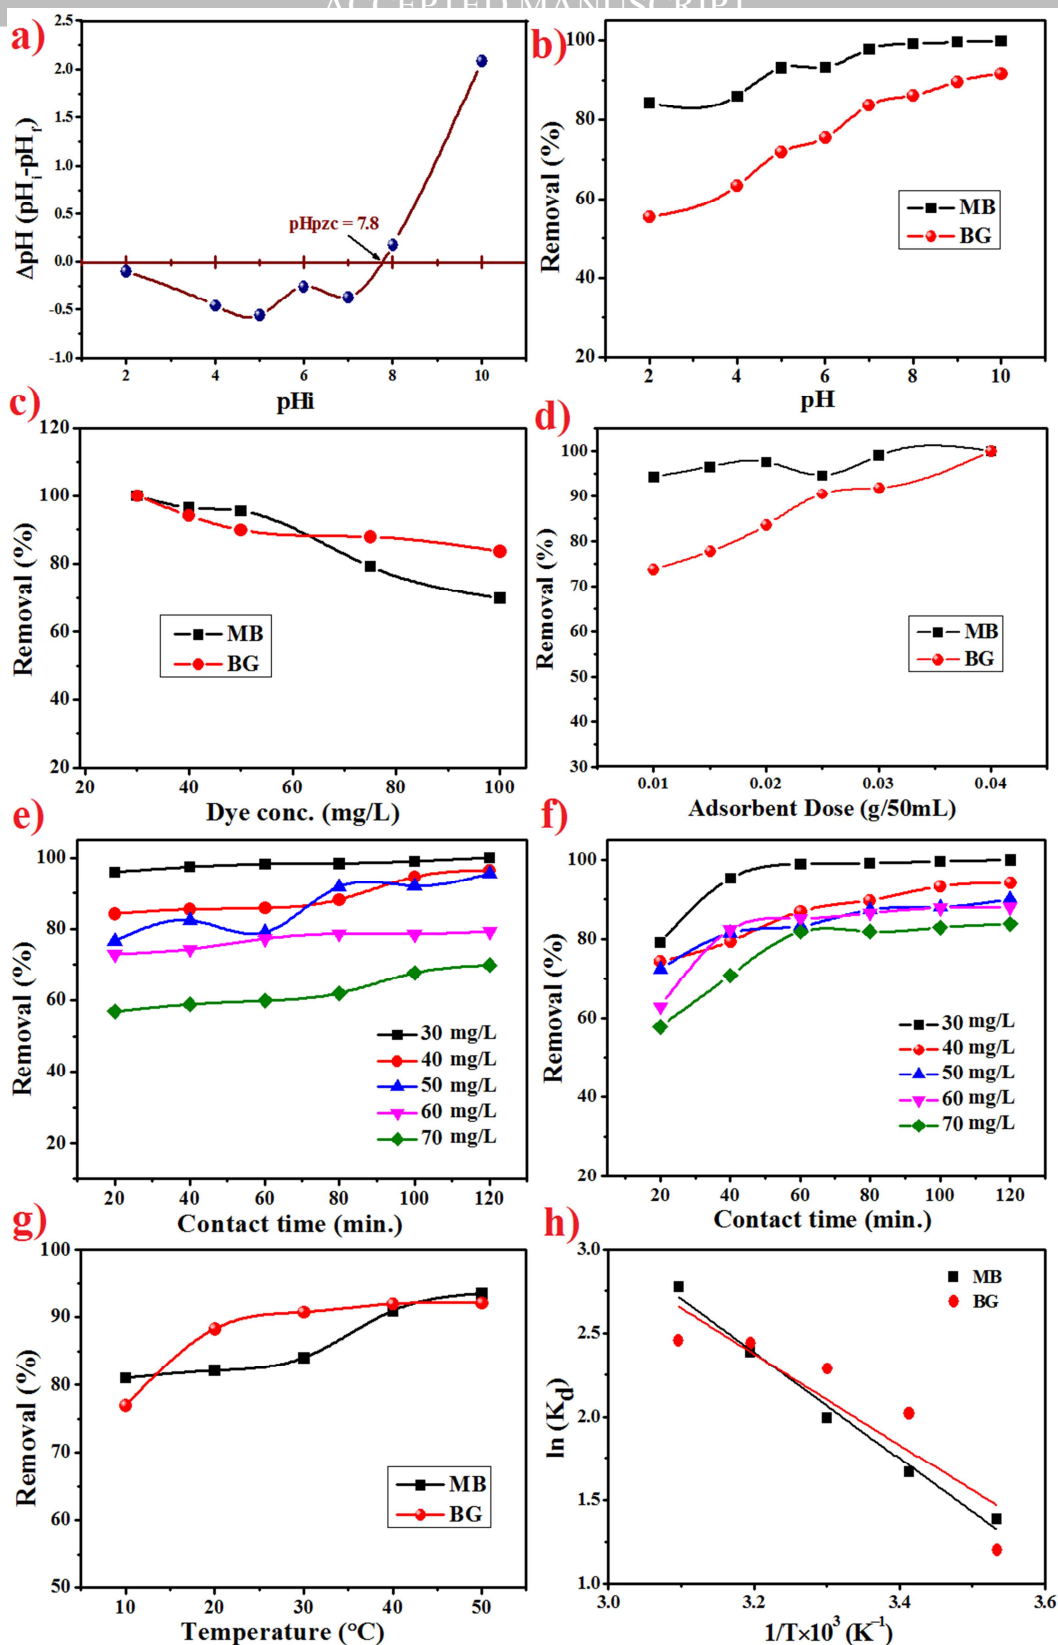 ACCEPTED MANUSCRIPT
a)
2.5
2.0
1.5
1.0
0.5
0.0
-0.5
-1.0
ΔpH (pHi-pHf)
pHpzc = 7.8
2 4 6 8 10
pHi
b)
100
80
60
40
20
Removal (%)
MB
BG
2 4 6 8 10
pH
c)
120
100
80
60
40
20
Removal (%)
MB
BG
20 40 60 80 100
Dye conc. (mg/L)
d)
100
90
80
70
60
50
40
30
Removal (%)
MB
BG
0.01 0.02 0.03 0.04
Adsorbent Dose (g/50mL)
e)
100
80
60
40
20
Removal (%)
30 mg/L
40 mg/L
50 mg/L
60 mg/L
70 mg/L
20 40 60 80 100 120
Contact time (min.)
f)
100
80
60
40
20
Removal (%)
30 mg/L
40 mg/L
50 mg/L
60 mg/L
70 mg/L
20 40 60 80 100 120
Contact time (min.)
g)
100
90
80
70
60
50
Removal (%)
MB
BG
10 20 30 40 50
Temperature (°C)
h)
3.0
2.5
2.0
1.5
1.0
ln (Kd)
MB
BG
3.0 3.2 3.4 3.6
1/T×10³ (K⁻¹)